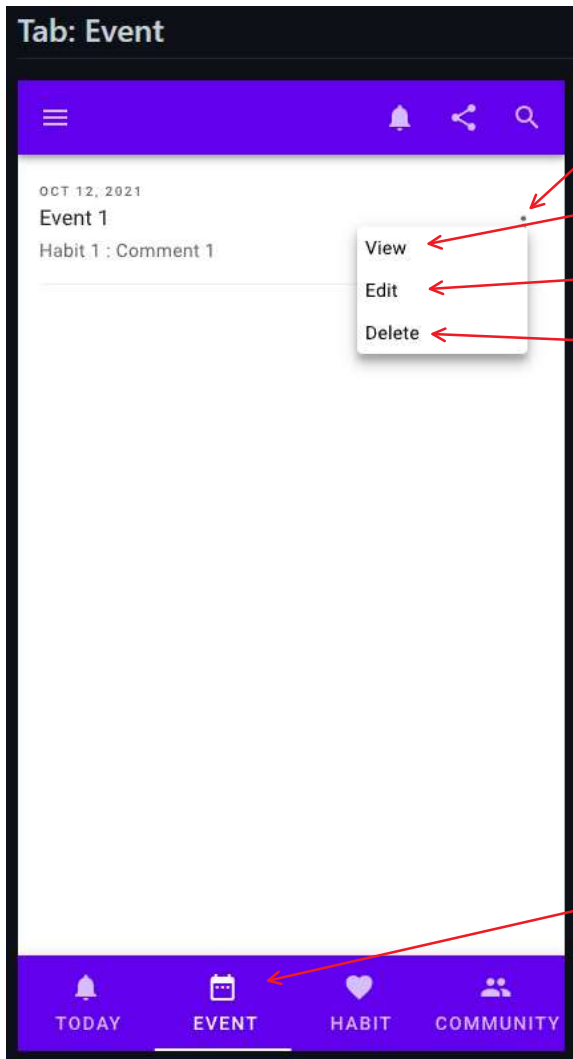 Tab: Event
OCT 12, 2021
Event 1
Habit 1 : Comment 1
View
Edit
Delete
TODAY EVENT HABIT COMMUNITY